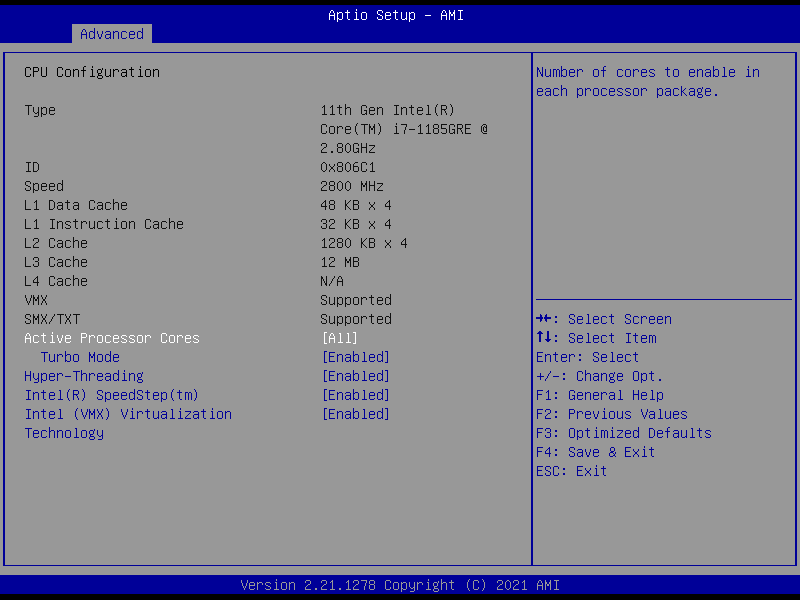 Aptio Setup - AMI
Advanced
CPU Configuration
Type 11th Gen Intel(R)
Core(TM) i7-1185GRE @
2.80GHz
ID 0x806C1
Speed 2800 MHz
L1 Data Cache 48 KB x 4
L1 Instruction Cache 32 KB x 4
L2 Cache 1280 KB x 4
L3 Cache 12 MB
L4 Cache N/A
VMX Supported
SMX/TXT Supported
Active Processor Cores [All]
Turbo Mode [Enabled]
Hyper-Threading [Enabled]
Intel(R) SpeedStep(tm) [Enabled]
Intel (VMX) Virtualization [Enabled]
Technology
Number of cores to enable in
each processor package.
→←: Select Screen
↑↓: Select Item
Enter: Select
+/-: Change Opt.
F1: General Help
F2: Previous Values
F3: Optimized Defaults
F4: Save & Exit
ESC: Exit
Version 2.21.1278 Copyright (C) 2021 AMI